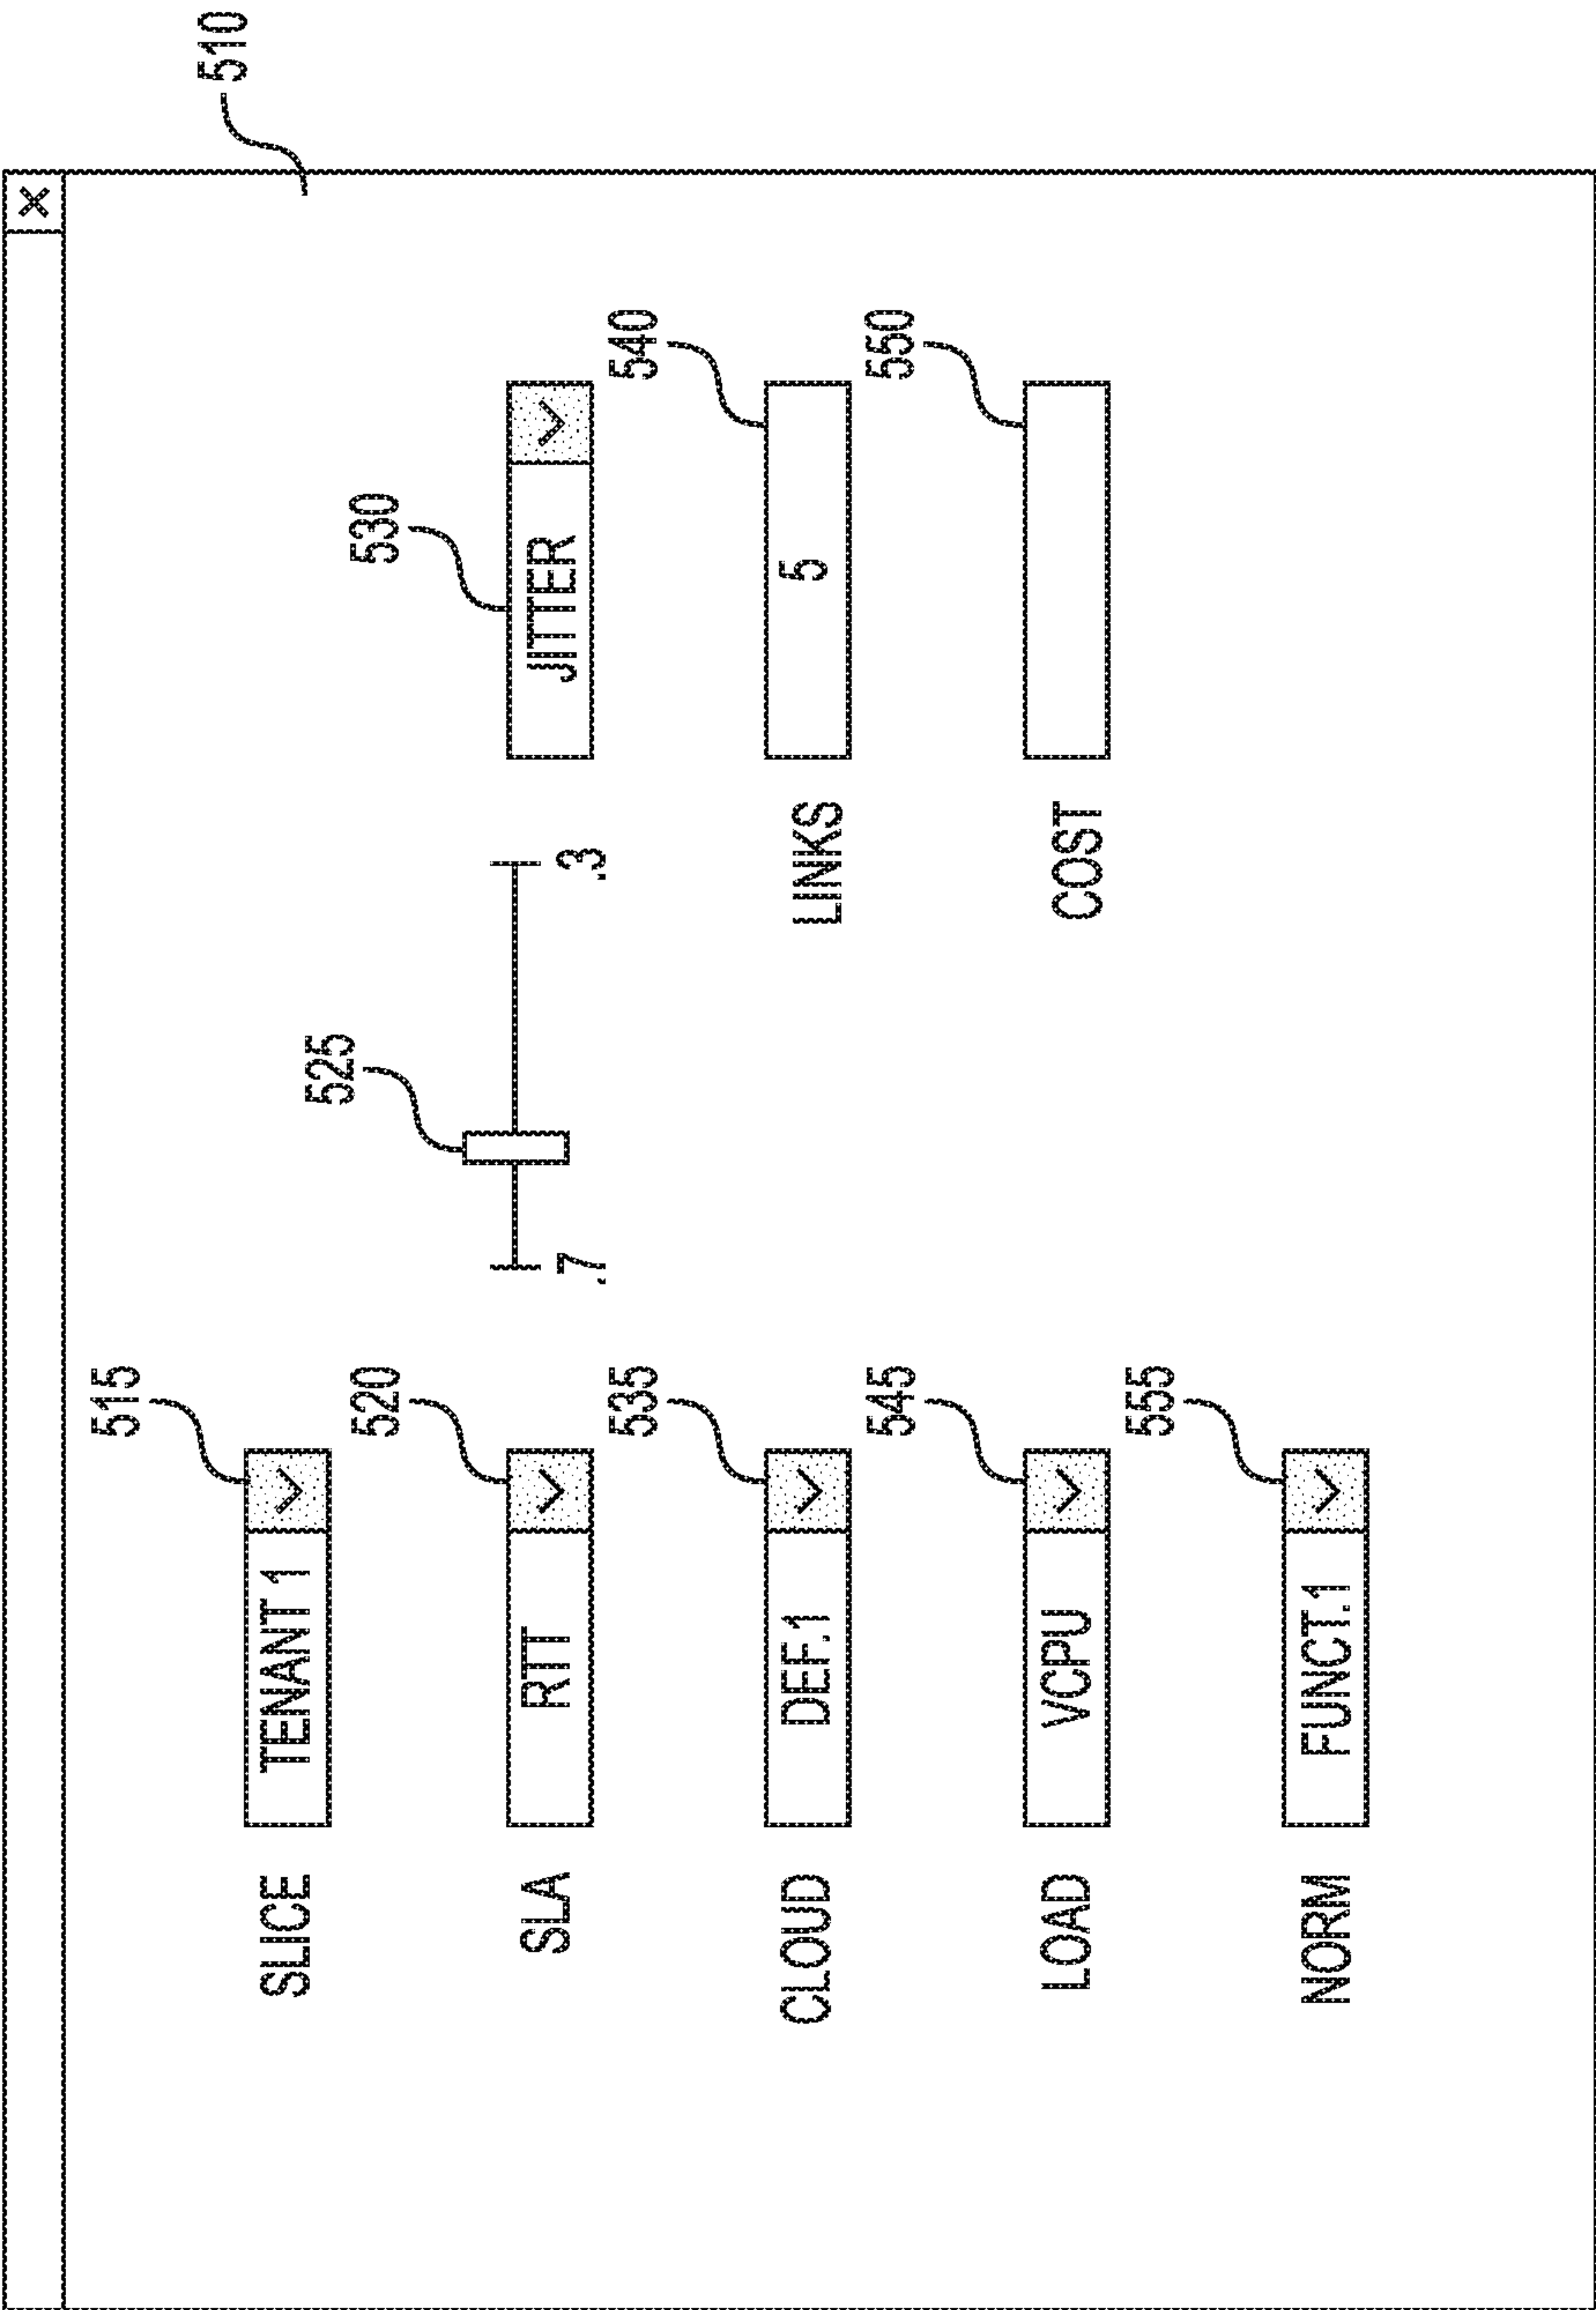 X
510
515
SLICE TENANT 1
520 525 530
SLA RTT .7 .3 JITTER
535 540
CLOUD DEF.1 LINKS 5
545 550
LOAD VCPU COST
555
NORM FUNCT.1